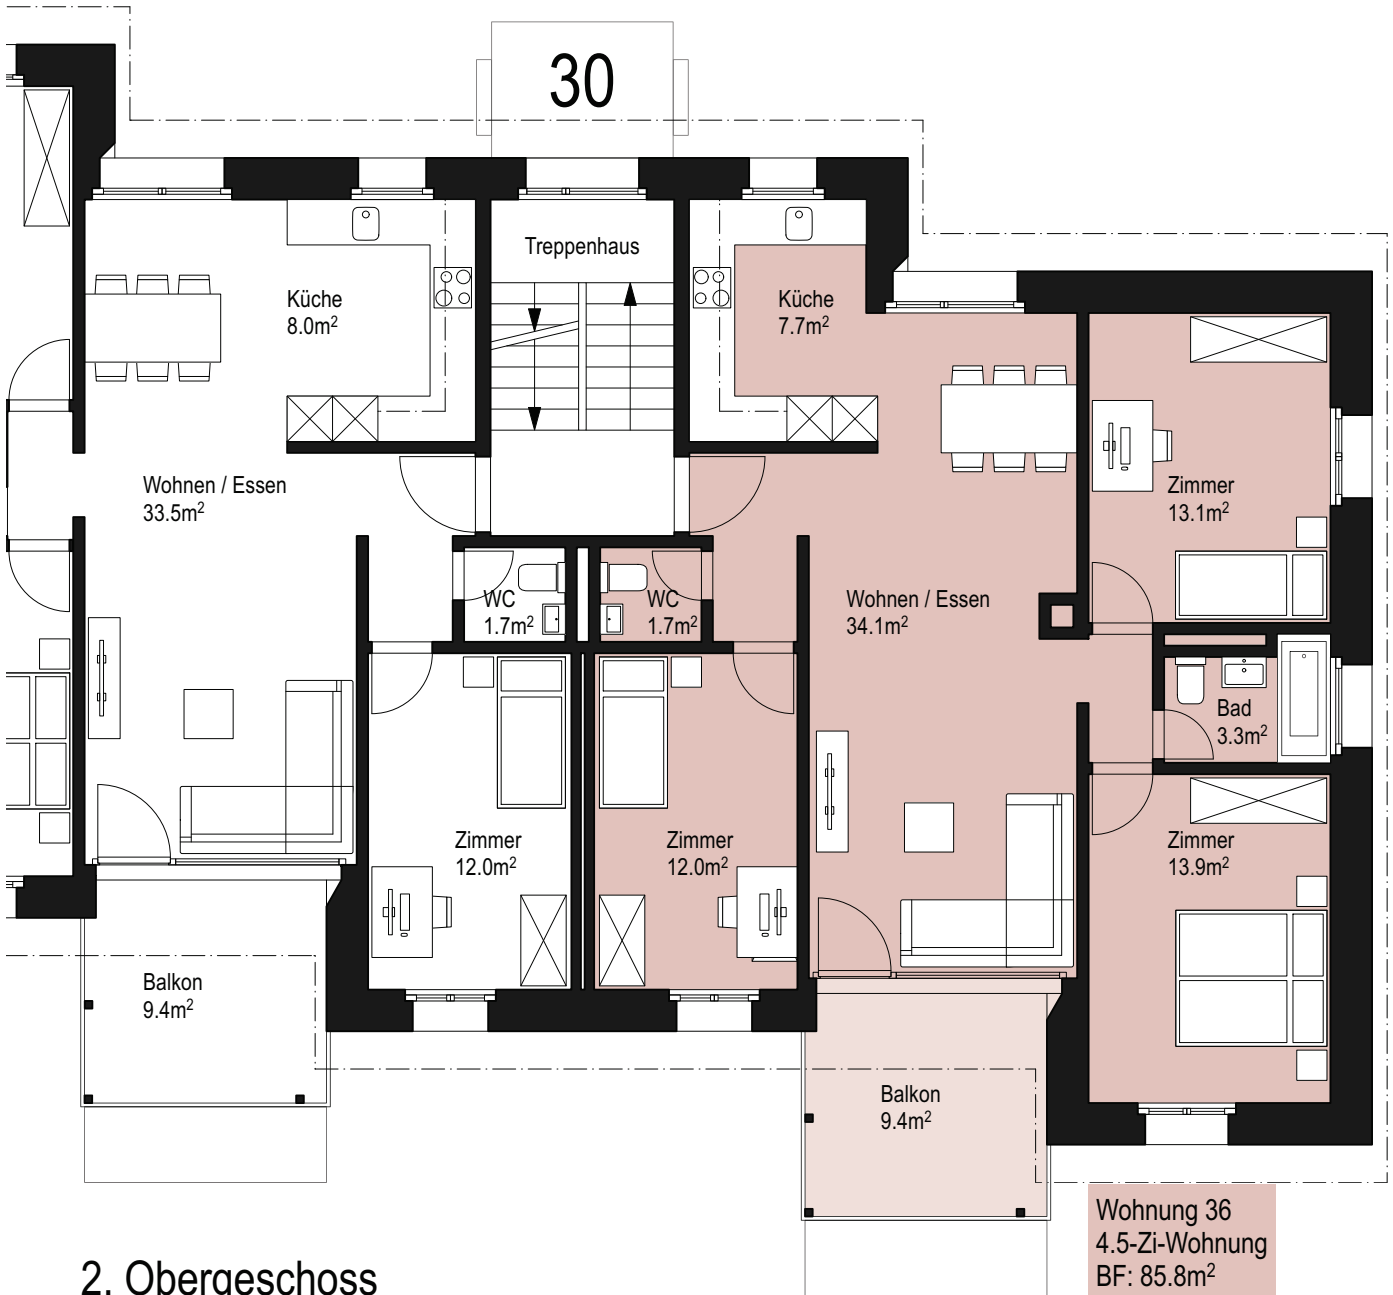 30
Treppenhaus
Küche
8.0m²
Küche
7.7m²
Wohnen / Essen
33.5m²
Zimmer
13.1m²
WC
1.7m²
WC
1.7m²
Wohnen / Essen
34.1m²
Bad
3.3m²
Zimmer
12.0m²
Zimmer
12.0m²
Zimmer
13.9m²
Balkon
9.4m²
Balkon
9.4m²
Wohnung 36
4.5-Zi-Wohnung
BF: 85.8m²
2. Obergeschoss